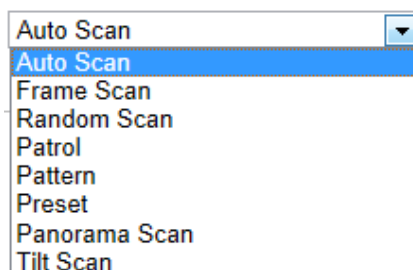 Auto Scan
Auto Scan
Frame Scan
Random Scan
Patrol
Pattern
Preset
Panorama Scan
Tilt Scan